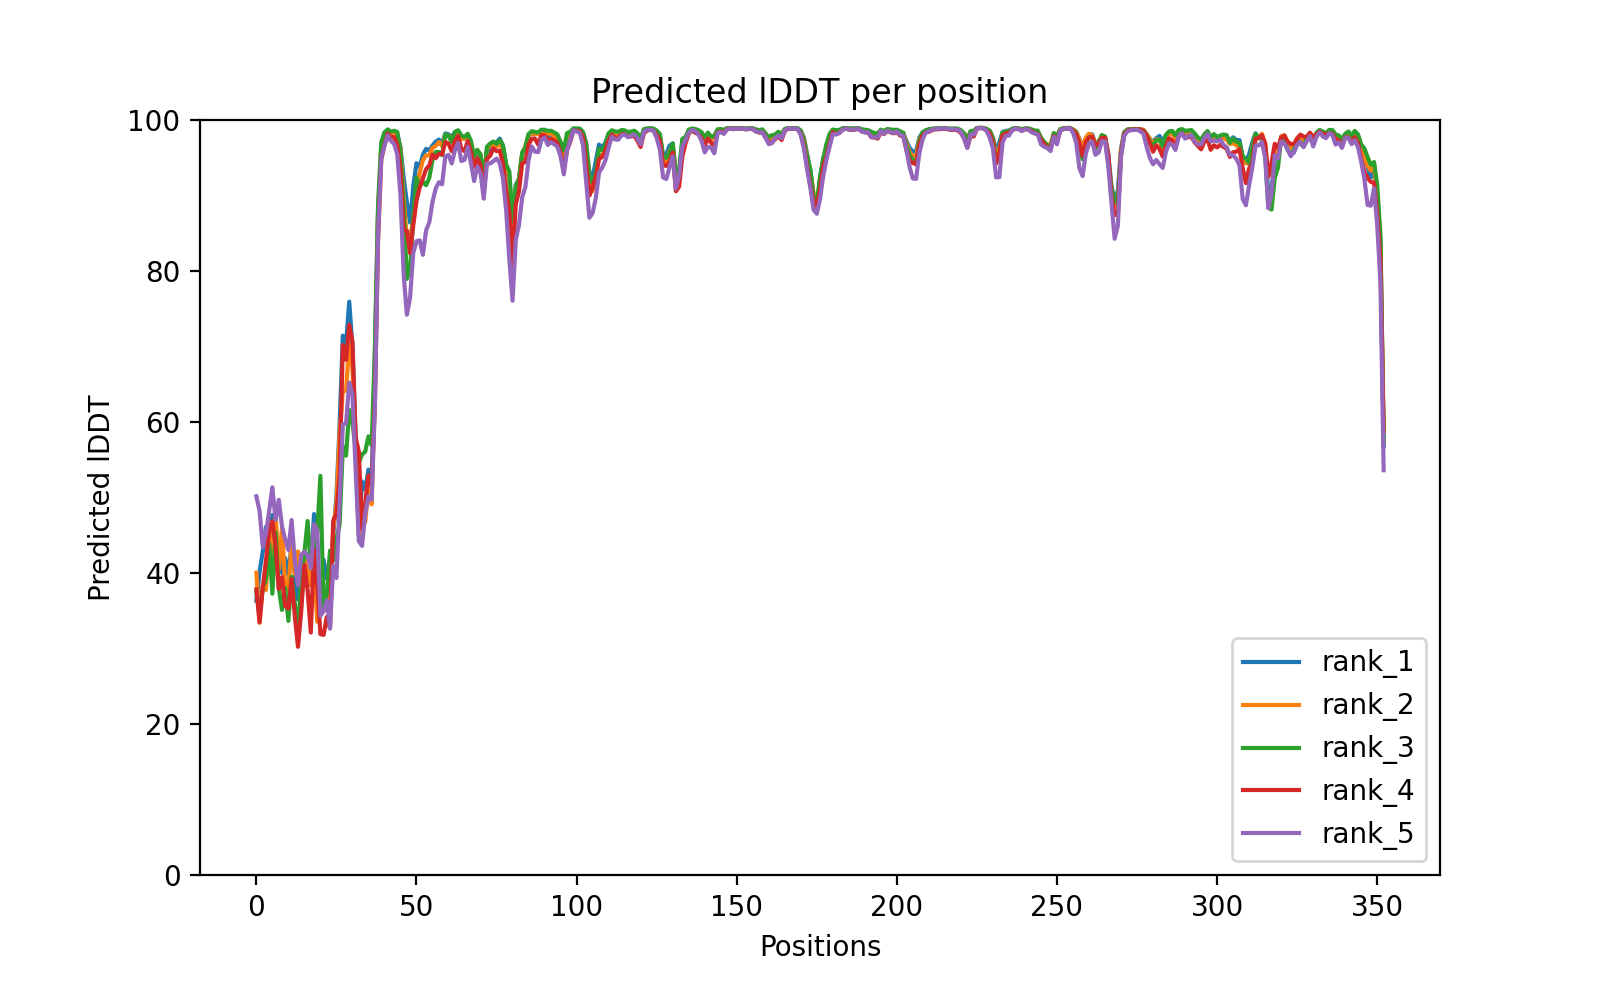 Predicted lDDT per position
100
80
60
40
20
0
Predicted lDDT
0 50 100 150 200 250 300 350
Positions
rank_1
rank_2
rank_3
rank_4
rank_5